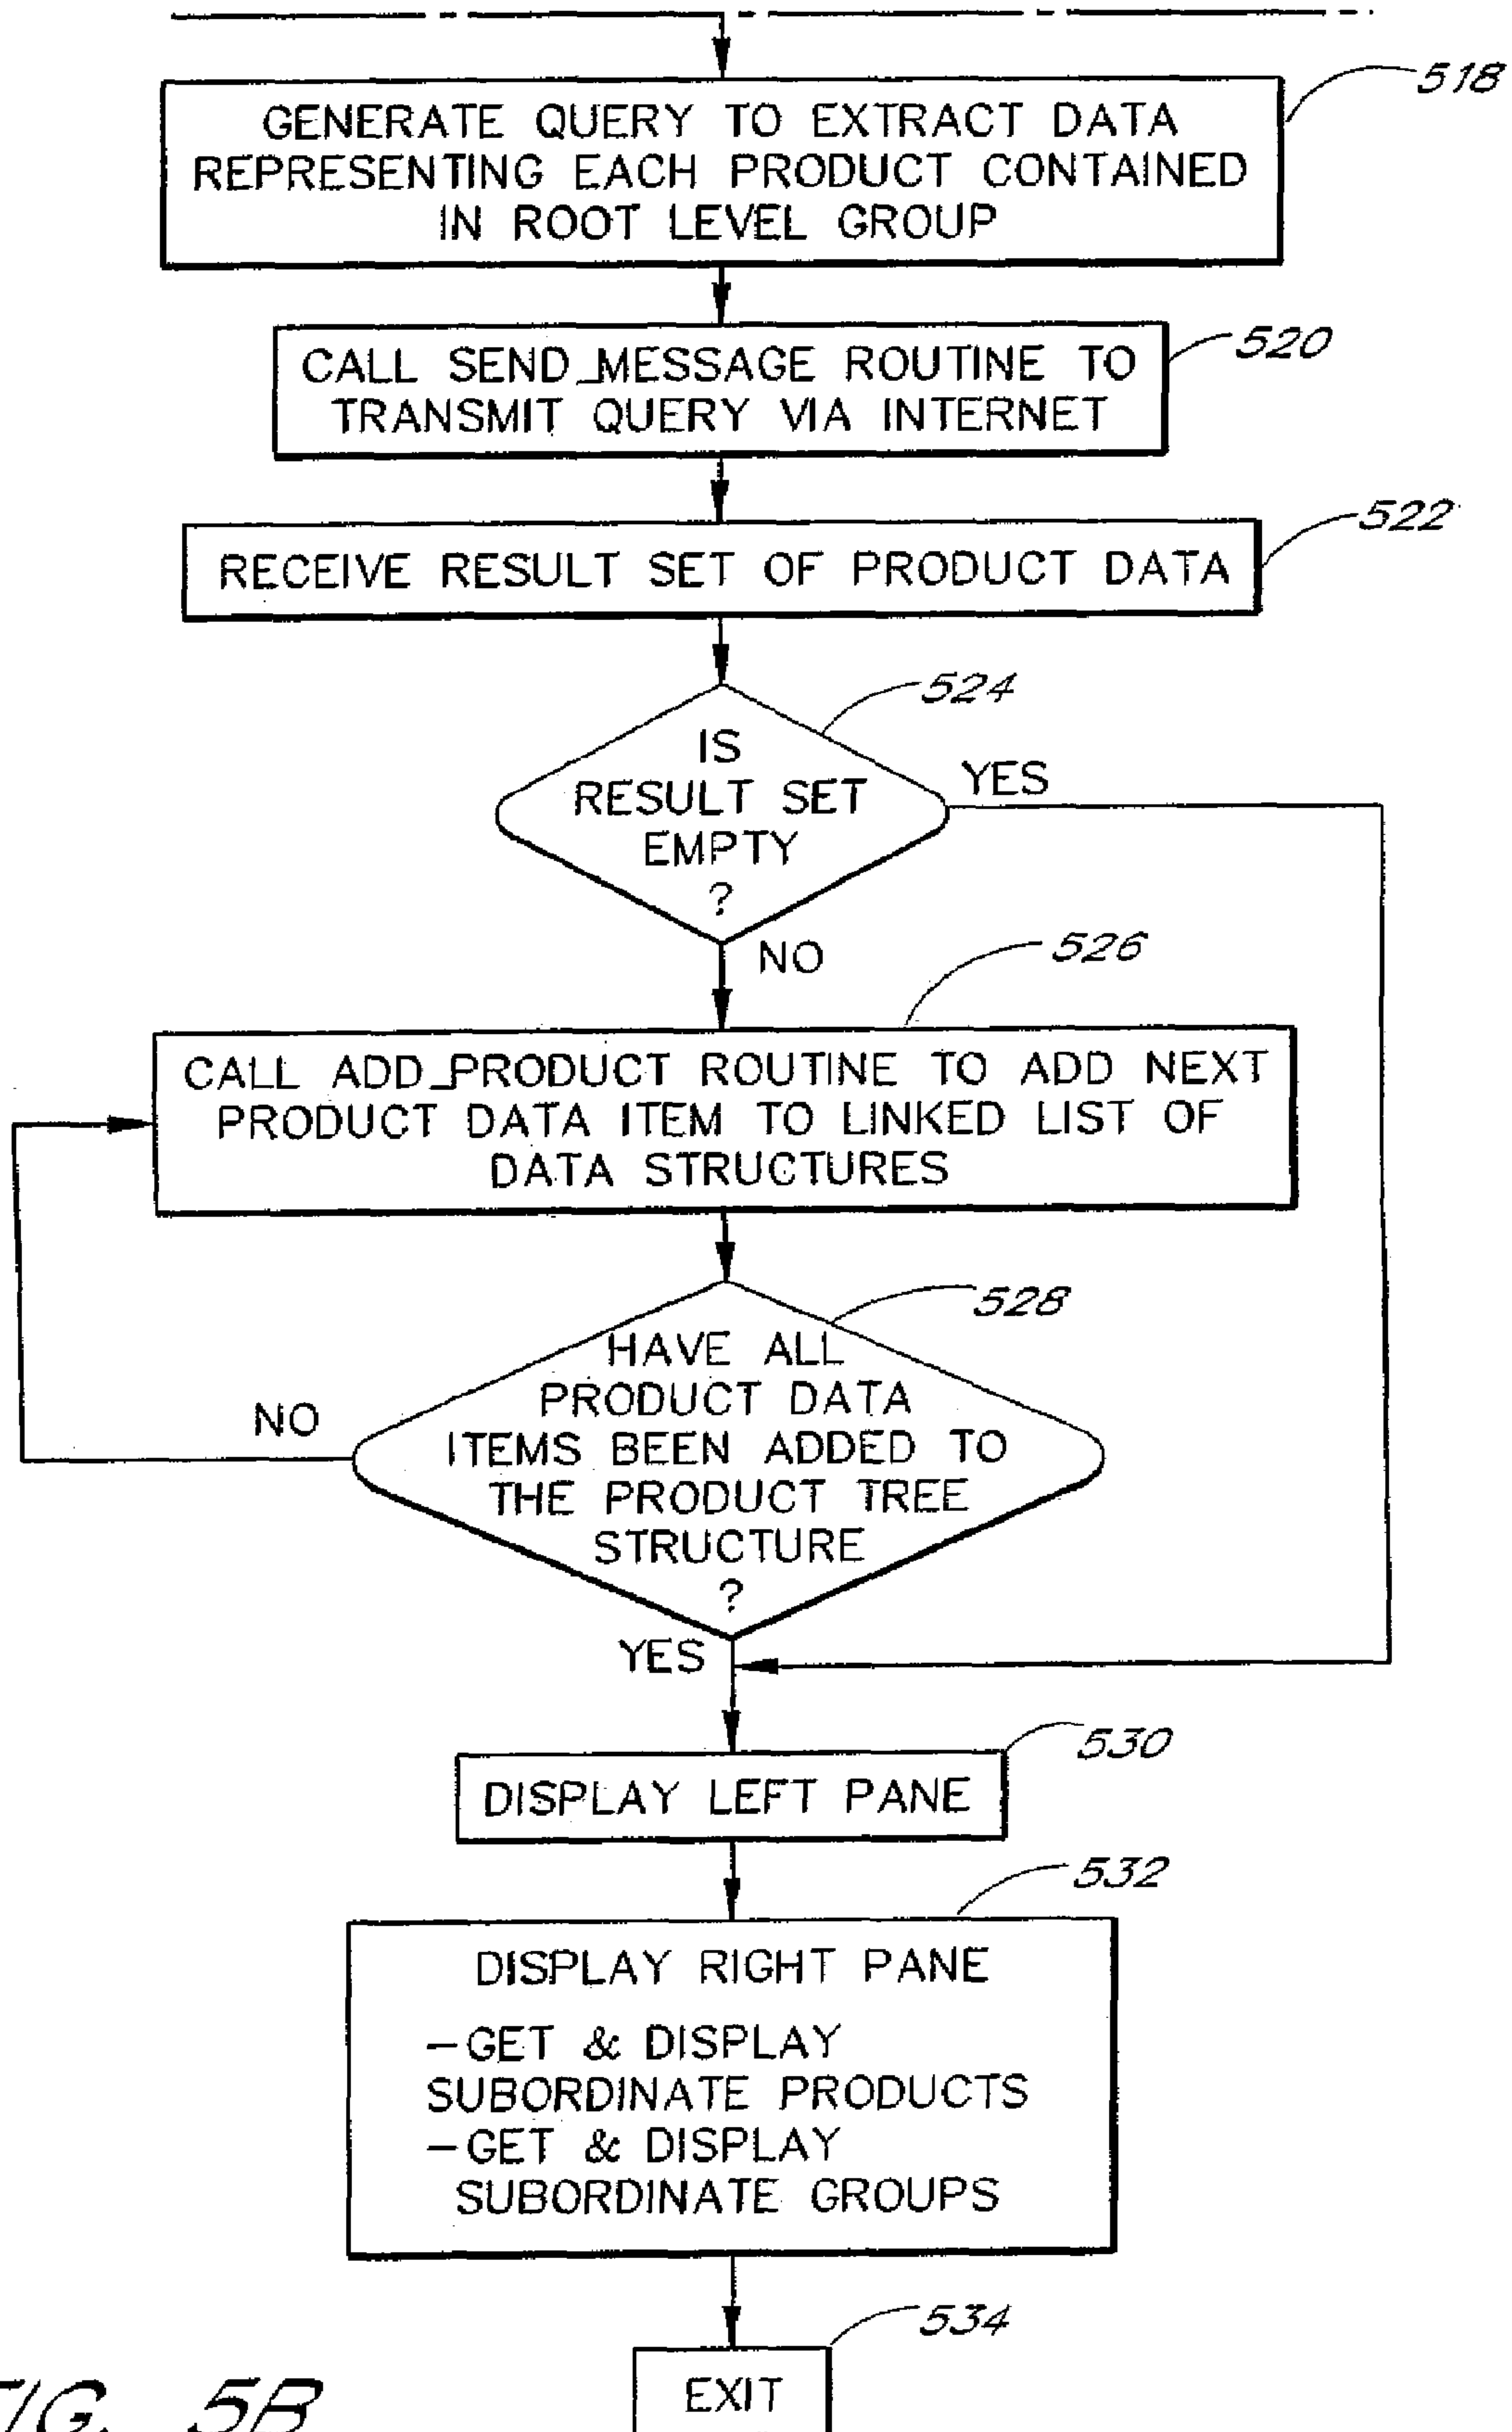 518
GENERATE QUERY TO EXTRACT DATA
REPRESENTING EACH PRODUCT CONTAINED
IN ROOT LEVEL GROUP
520
CALL SEND_MESSAGE ROUTINE TO
TRANSMIT QUERY VIA INTERNET
522
RECEIVE RESULT SET OF PRODUCT DATA
524
IS
RESULT SET
EMPTY
?
YES
NO
526
CALL ADD_PRODUCT ROUTINE TO ADD NEXT
PRODUCT DATA ITEM TO LINKED LIST OF
DATA STRUCTURES
528
HAVE ALL
PRODUCT DATA
ITEMS BEEN ADDED TO
THE PRODUCT TREE
STRUCTURE
?
NO
YES
530
DISPLAY LEFT PANE
532
DISPLAY RIGHT PANE
-GET & DISPLAY
SUBORDINATE PRODUCTS
-GET & DISPLAY
SUBORDINATE GROUPS
534
EXIT
FIG. 5B